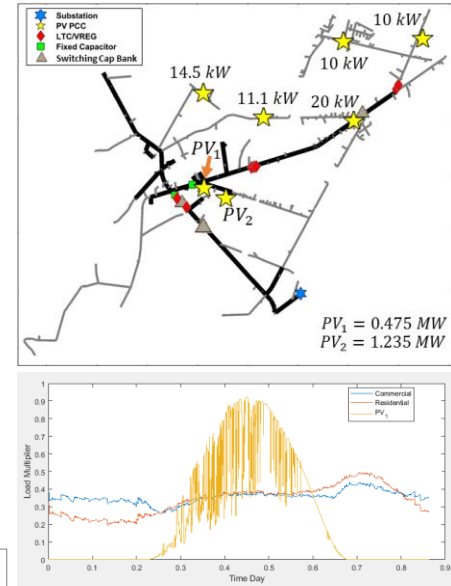 Substation
PV PCC
LTC/VREG
Fixed Capacitor
Switching Cap Bank
10 kW
10 kW
14.5 kW
11.1 kW
20 kW
PV₁
PV₂
PV₁ = 0.475 MW
PV₂ = 1.235 MW
Commercial
Residential
PV₁
Load Multiplier
1
0.9
0.8
0.7
0.6
0.5
0.4
0.3
0.2
0.1
0
0 0.1 0.2 0.3 0.4 0.5 0.6 0.7 0.8 0.9
Time Day